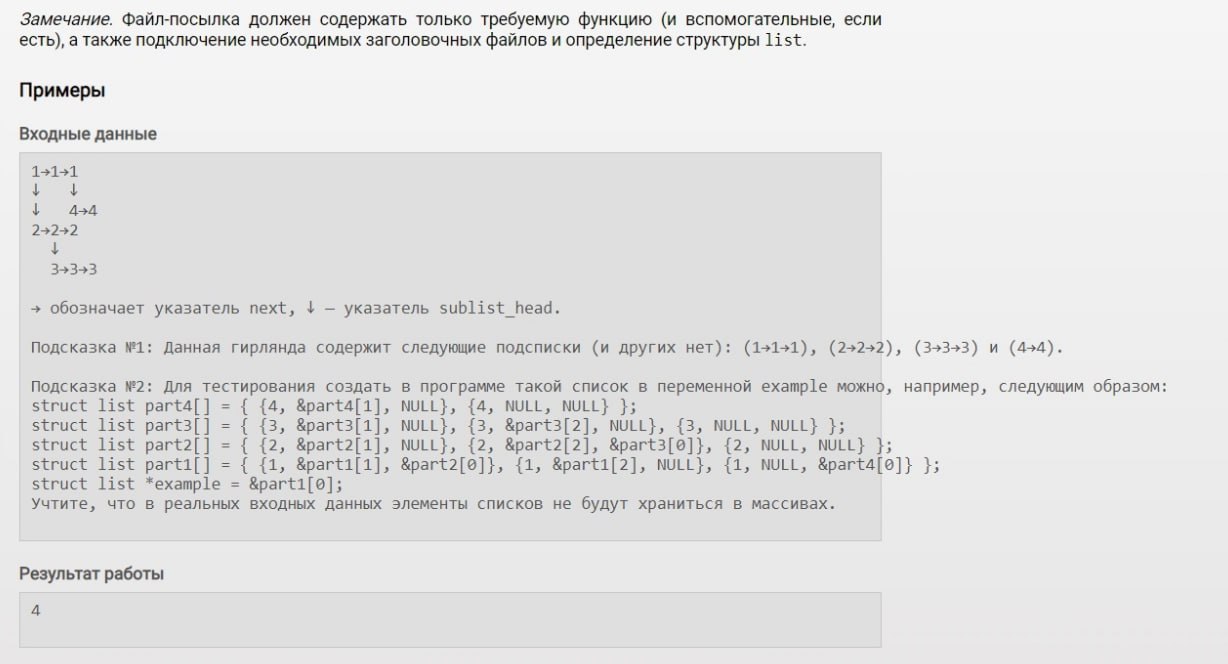 Замечание. Файл-посылка должен содержать только требуемую функцию (и вспомогательные, если
есть), а также подключение необходимых заголовочных файлов и определение структуры list.
Примеры
Входные данные
1→1→1
↓   ↓
↓   4→4
2→2→2
  ↓
  3→3→3
→ обозначает указатель next, ↓ — указатель sublist_head.
Подсказка №1: Данная гирлянда содержит следующие подсписки (и других нет): (1→1→1), (2→2→2), (3→3→3) и (4→4).
Подсказка №2: Для тестирования создать в программе такой список в переменной example можно, например, следующим образом:
struct list part4[] = { {4, &part4[1], NULL}, {4, NULL, NULL} };
struct list part3[] = { {3, &part3[1], NULL}, {3, &part3[2], NULL}, {3, NULL, NULL} };
struct list part2[] = { {2, &part2[1], NULL}, {2, &part2[2], &part3[0]}, {2, NULL, NULL} };
struct list part1[] = { {1, &part1[1], &part2[0]}, {1, &part1[2], NULL}, {1, NULL, &part4[0]} };
struct list *example = &part1[0];
Учтите, что в реальных входных данных элементы списков не будут храниться в массивах.
Результат работы
4